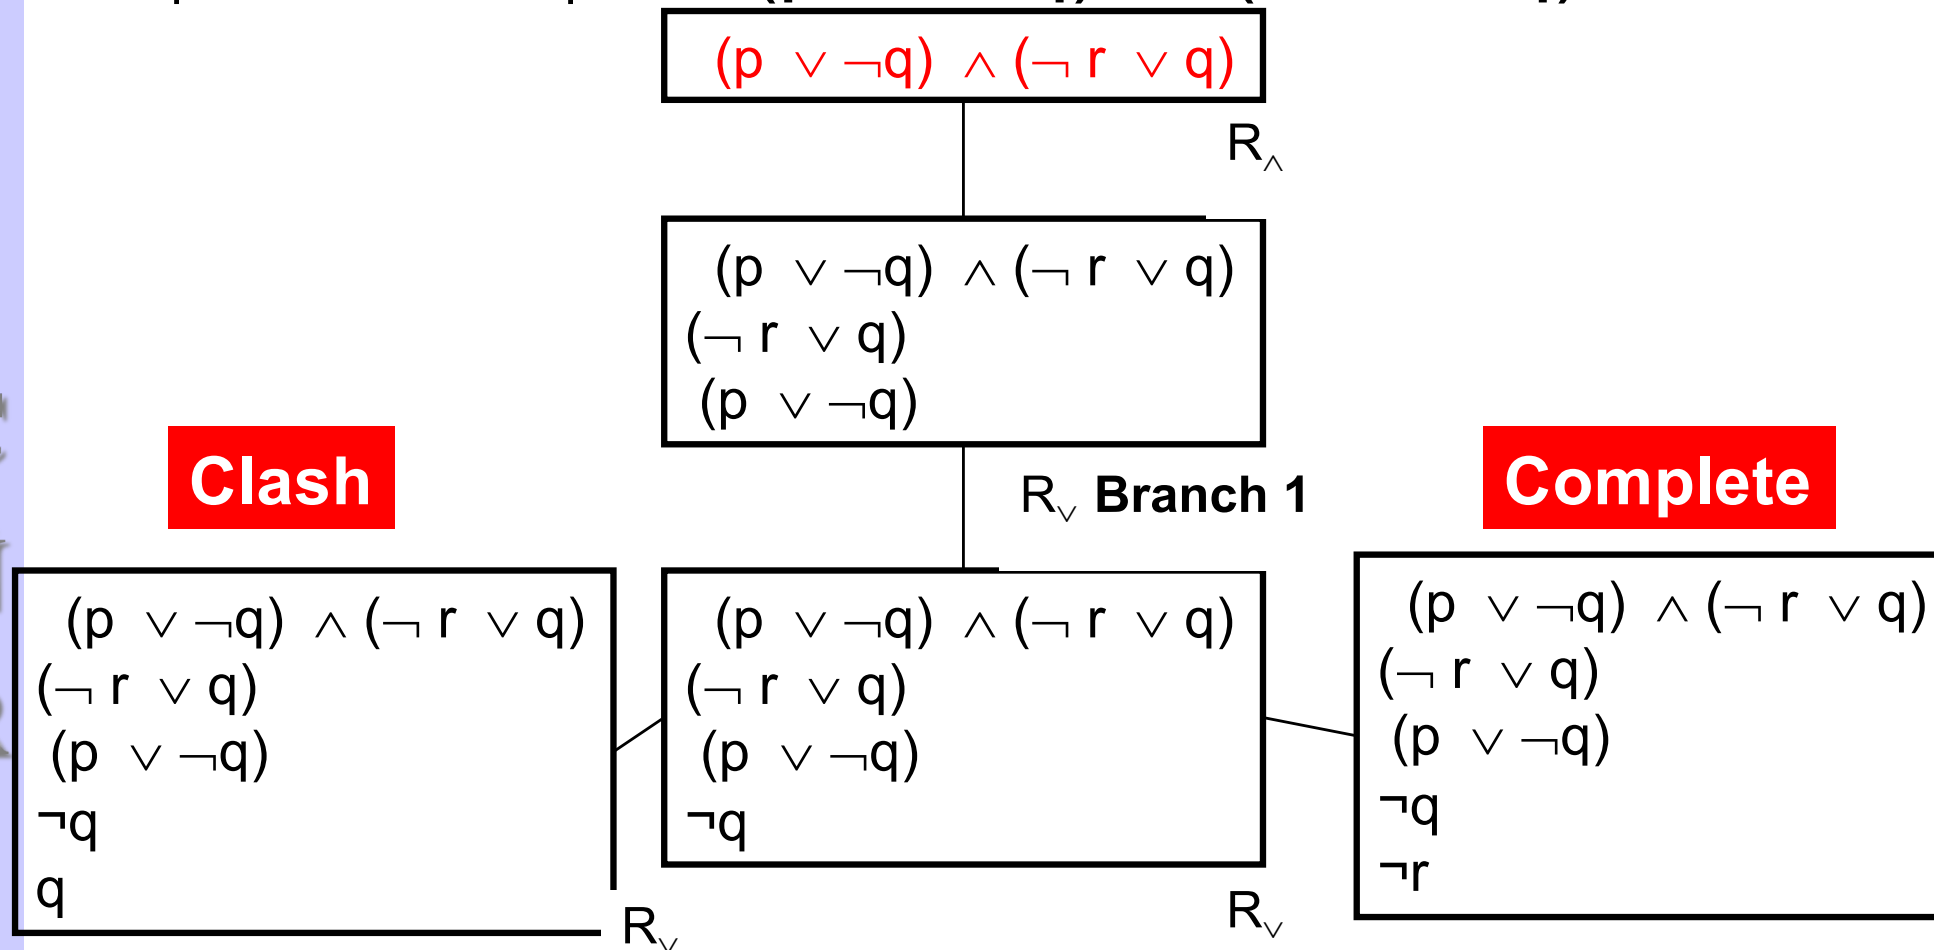 (p ∨ ¬q) ∧ (¬ r ∨ q)
R∧
(p ∨ ¬q) ∧ (¬ r ∨ q)
(¬ r ∨ q)
(p ∨ ¬q)
Clash
R∨ Branch 1
Complete
(p ∨ ¬q) ∧ (¬ r ∨ q)
(¬ r ∨ q)
(p ∨ ¬q)
¬q
q
R∨
(p ∨ ¬q) ∧ (¬ r ∨ q)
(¬ r ∨ q)
(p ∨ ¬q)
¬q
R∨
(p ∨ ¬q) ∧ (¬ r ∨ q)
(¬ r ∨ q)
(p ∨ ¬q)
¬q
¬r